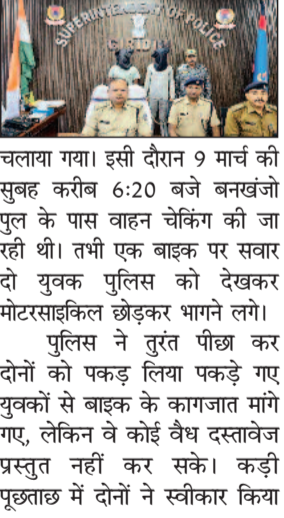 SUPERINTENDENT OF POLICE
GIRIDIH
चलाया गया। इसी दौरान 9 मार्च की
सुबह करीब 6:20 बजे बनखंजो
पुल के पास वाहन चेकिंग की जा
रही थी। तभी एक बाइक पर सवार
दो युवक पुलिस को देखकर
मोटरसाइकिल छोड़कर भागने लगे।
पुलिस ने तुरंत पीछा कर
दोनों को पकड़ लिया पकड़े गए
युवकों से बाइक के कागजात मांगे
गए, लेकिन वे कोई वैध दस्तावेज
प्रस्तुत नहीं कर सके। कड़ी
पूछताछ में दोनों ने स्वीकार किया